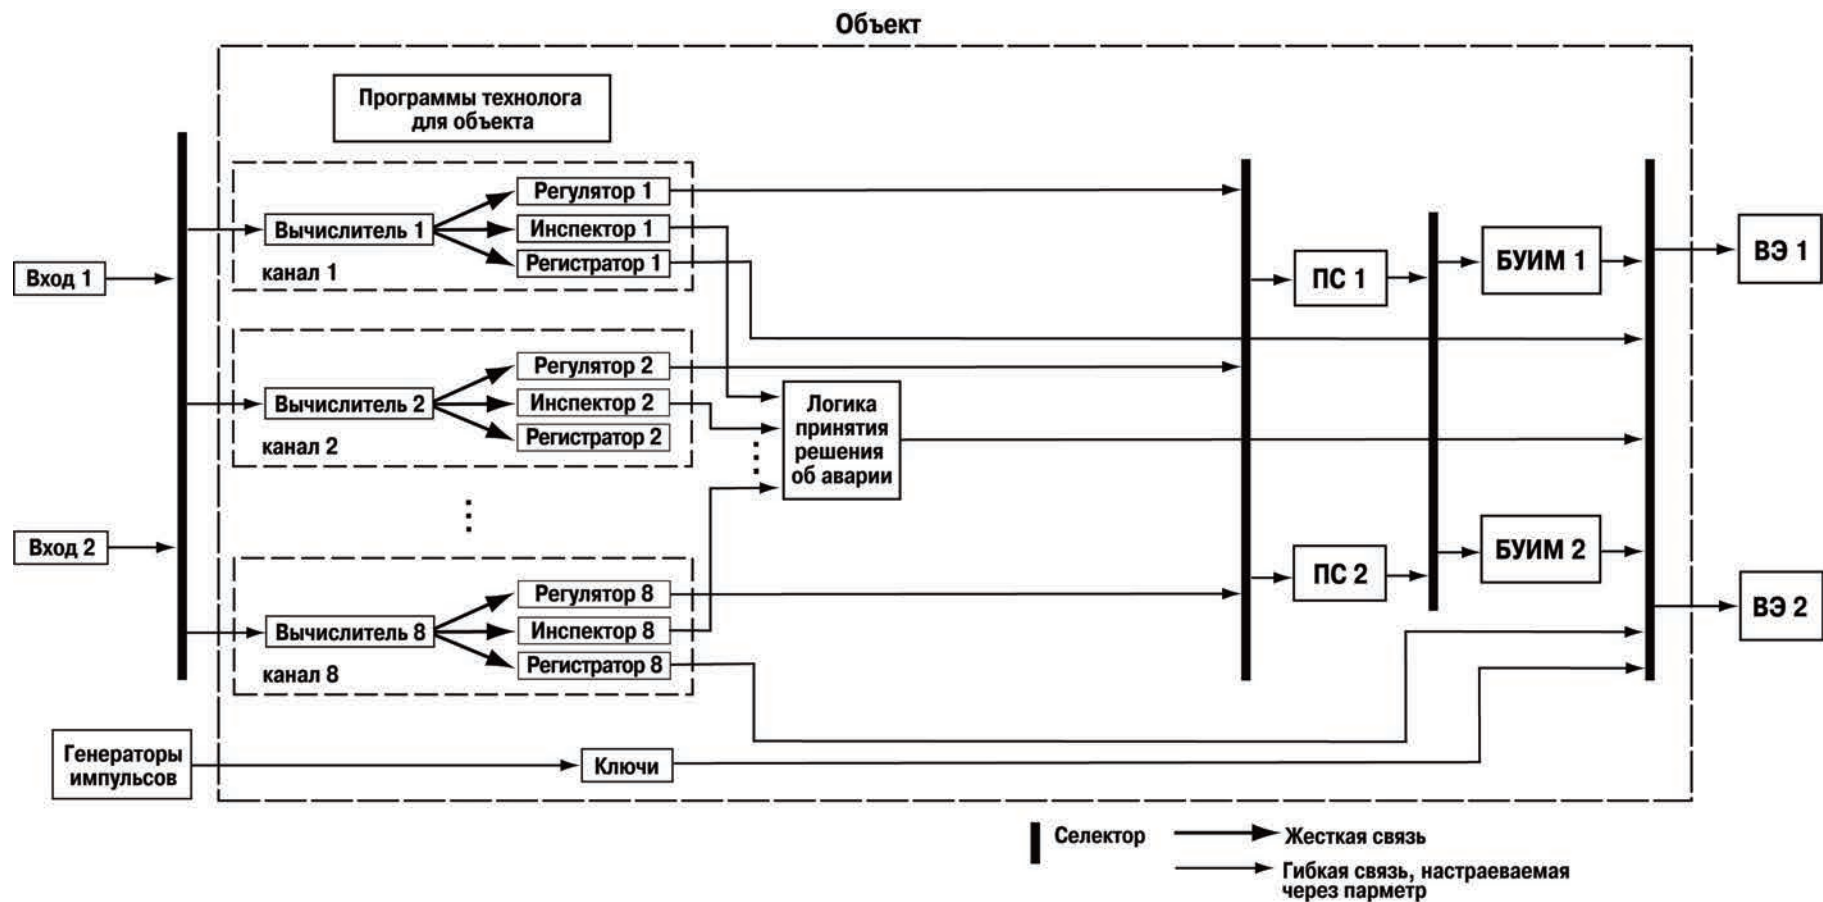 Объект
Программы технолога
для объекта
Регулятор 1
Вычислитель 1
Инспектор 1
Регистратор 1
канал 1
Вход 1
ПС 1
БУИМ 1
ВЭ 1
Регулятор 2
Вычислитель 2
Инспектор 2
Регистратор 2
канал 2
Логика
принятия
решения
об аварии
Вход 2
ПС 2
БУИМ 2
ВЭ 2
Регулятор 8
Вычислитель 8
Инспектор 8
Регистратор 8
канал 8
Генераторы
импульсов
Ключи
Селектор
Жесткая связь
Гибкая связь, настраеваемая
через парметр